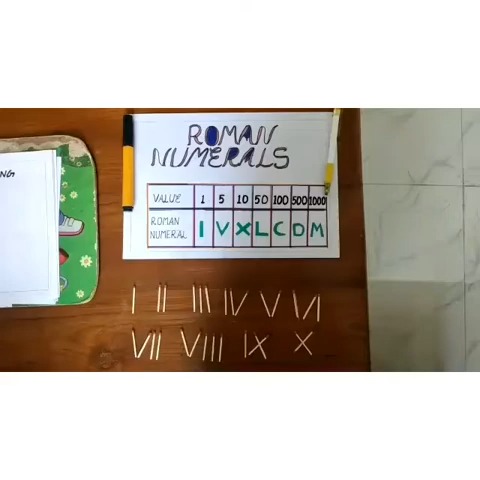 NG
ROMAN
NUMERALS
VALUE 1 5 10 50 100 500 1000
ROMAN NUMERAL I V X L C D M
I II III IV V VI
VII VIII IX X